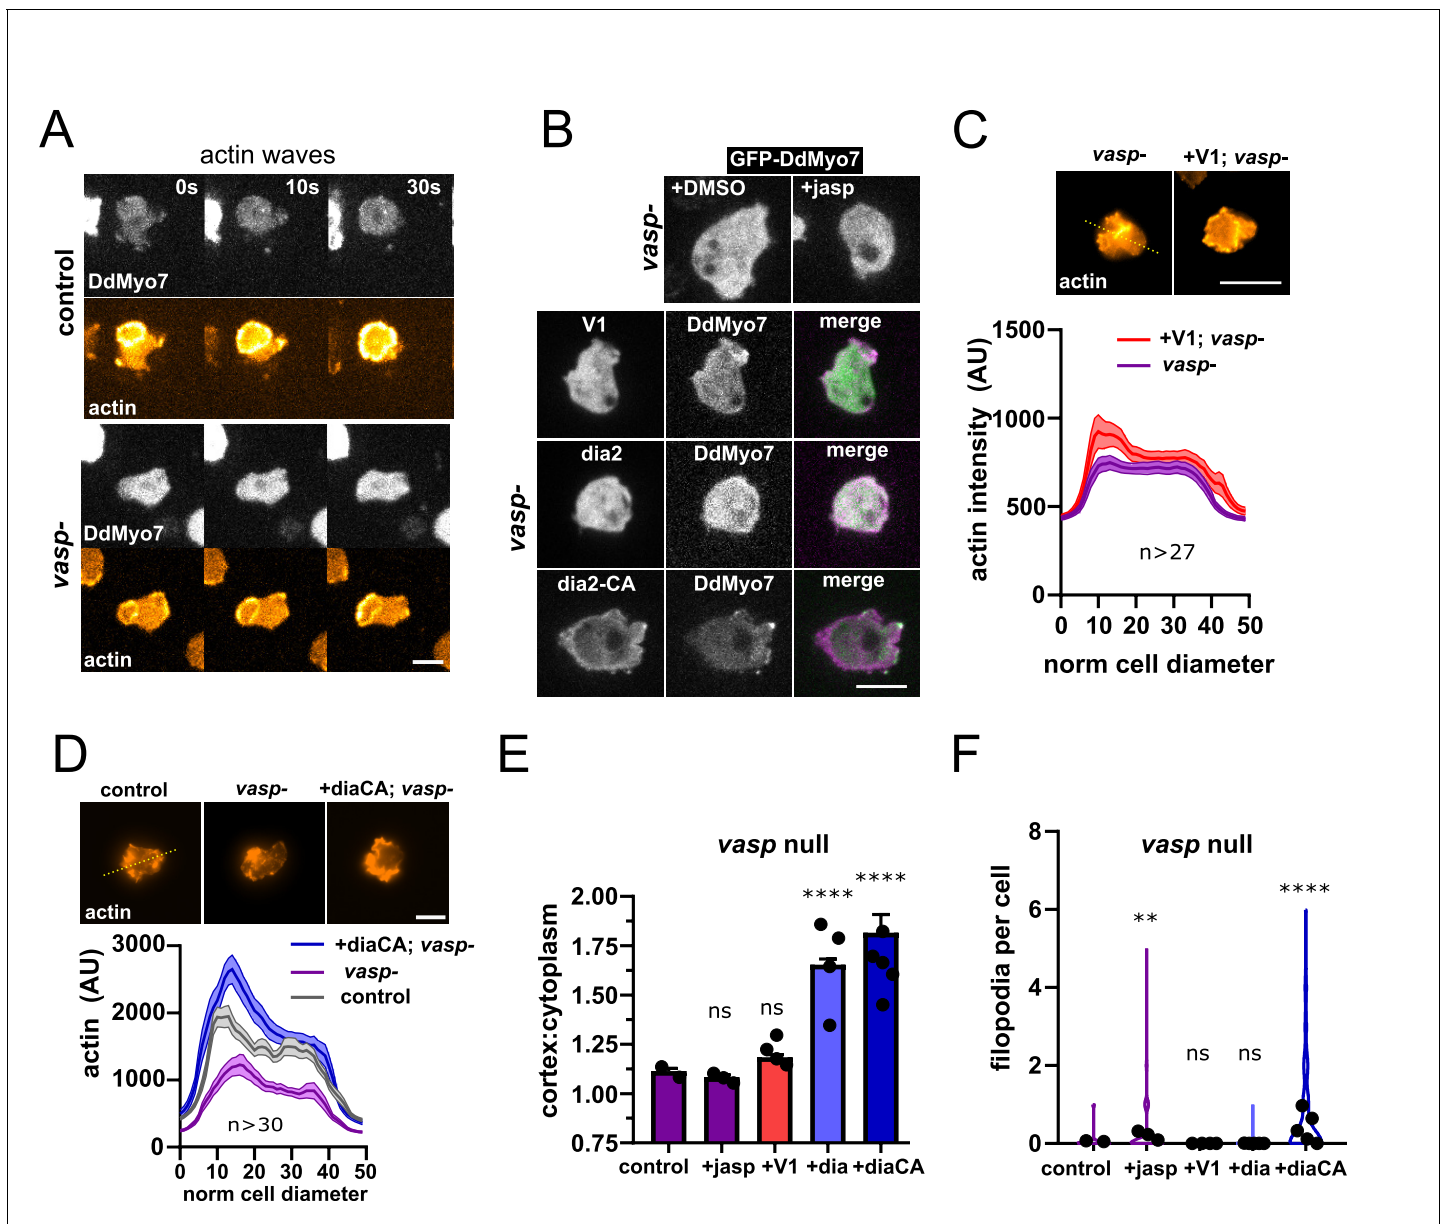 A
actin waves
control
0s 10s 30s
DdMyo7
actin
vasp-
DdMyo7
actin
B
GFP-DdMyo7
vasp-
+DMSO +jasp
vasp-
V1 DdMyo7 merge
dia2 DdMyo7 merge
dia2-CA DdMyo7 merge
C
vasp- +V1; vasp-
actin
+V1; vasp-
vasp-
actin intensity (AU)
1500
1000
500
0
n>27
0 10 20 30 40 50
norm cell diameter
D
control vasp- +diaCA; vasp-
actin
+diaCA; vasp-
vasp-
control
actin (AU)
3000
2000
1000
0
n>30
0 10 20 30 40 50
norm cell diameter
E
vasp null
cortex:cytoplasm
2.00
1.75
1.50
1.25
1.00
0.75
ns ns **** ****
control +jasp +V1 +dia +diaCA
F
vasp null
filopodia per cell
8
6
4
2
0
** ns ns ****
control +jasp +V1 +dia +diaCA